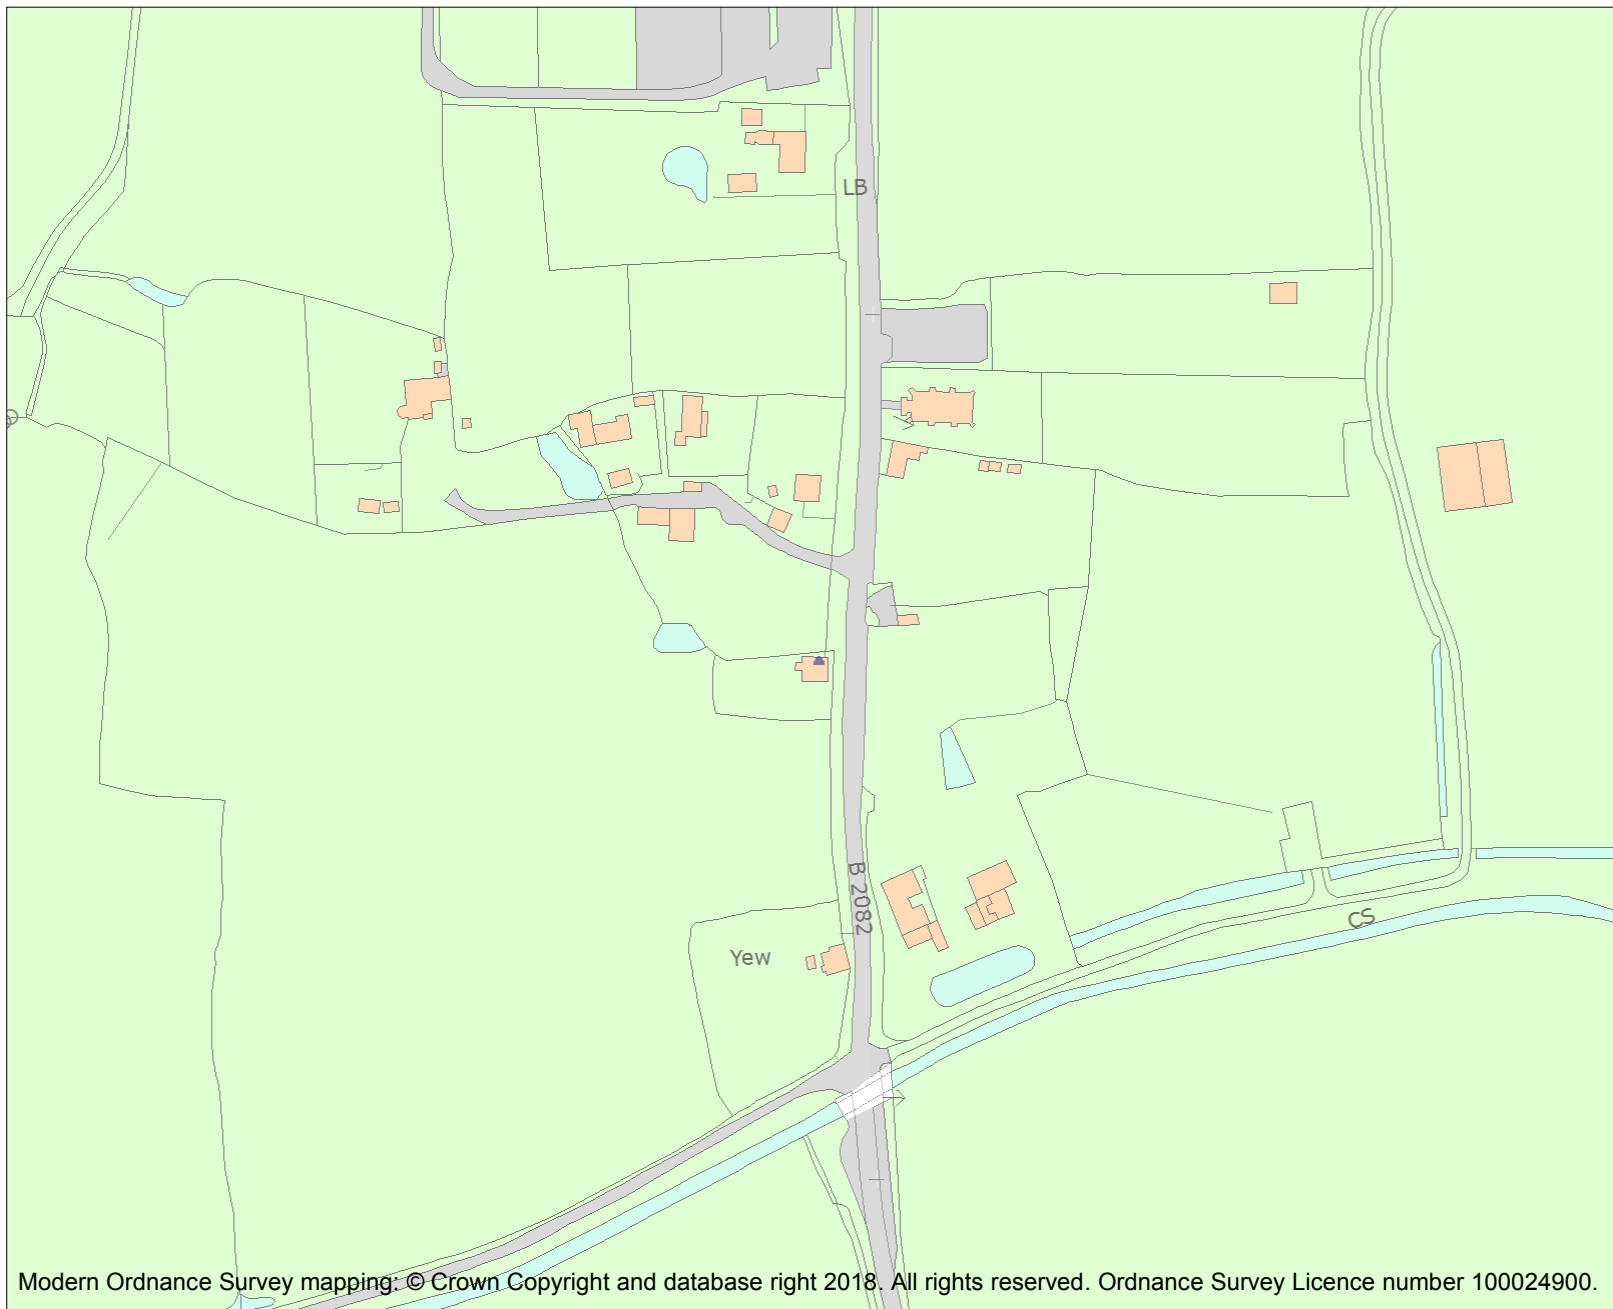 LB
B 2082
CS
Yew
Modern Ordnance Survey mapping: © Crown Copyright and database right 2018. All rights reserved. Ordnance Survey Licence number 100024900.